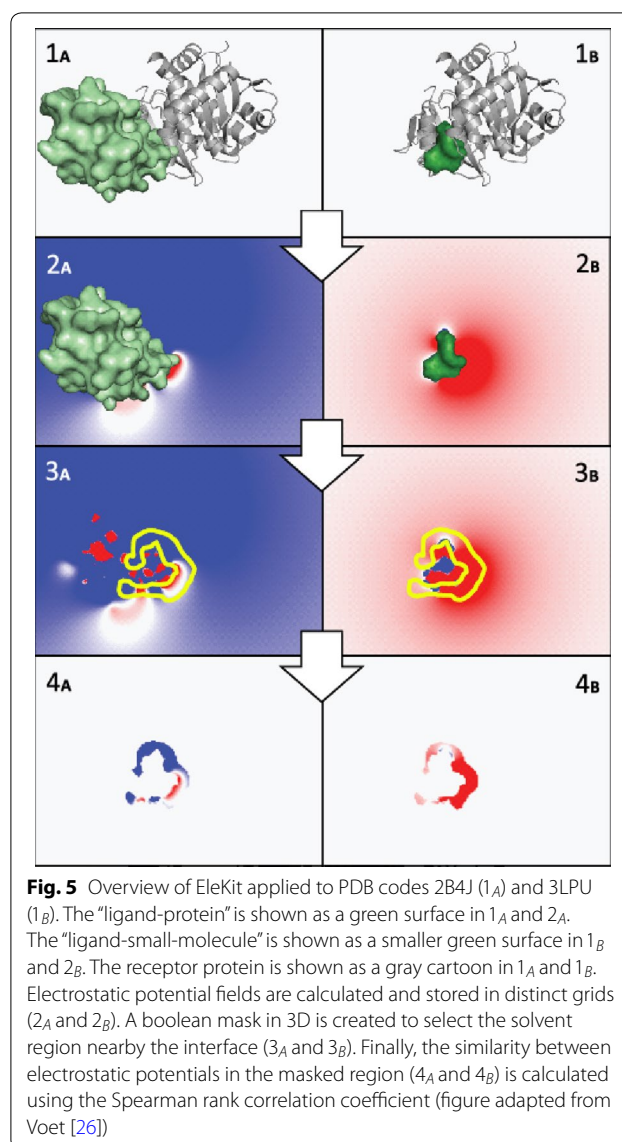 1A
1B
2A
2B
3A
3B
4A
4B
Fig. 5 Overview of EleKit applied to PDB codes 2B4J (1A) and 3LPU
(1B). The “ligand-protein” is shown as a green surface in 1A and 2A.
The “ligand-small-molecule” is shown as a smaller green surface in 1B
and 2B. The receptor protein is shown as a gray cartoon in 1A and 1B.
Electrostatic potential fields are calculated and stored in distinct grids
(2A and 2B). A boolean mask in 3D is created to select the solvent
region nearby the interface (3A and 3B). Finally, the similarity between
electrostatic potentials in the masked region (4A and 4B) is calculated
using the Spearman rank correlation coefficient (figure adapted from
Voet [26])